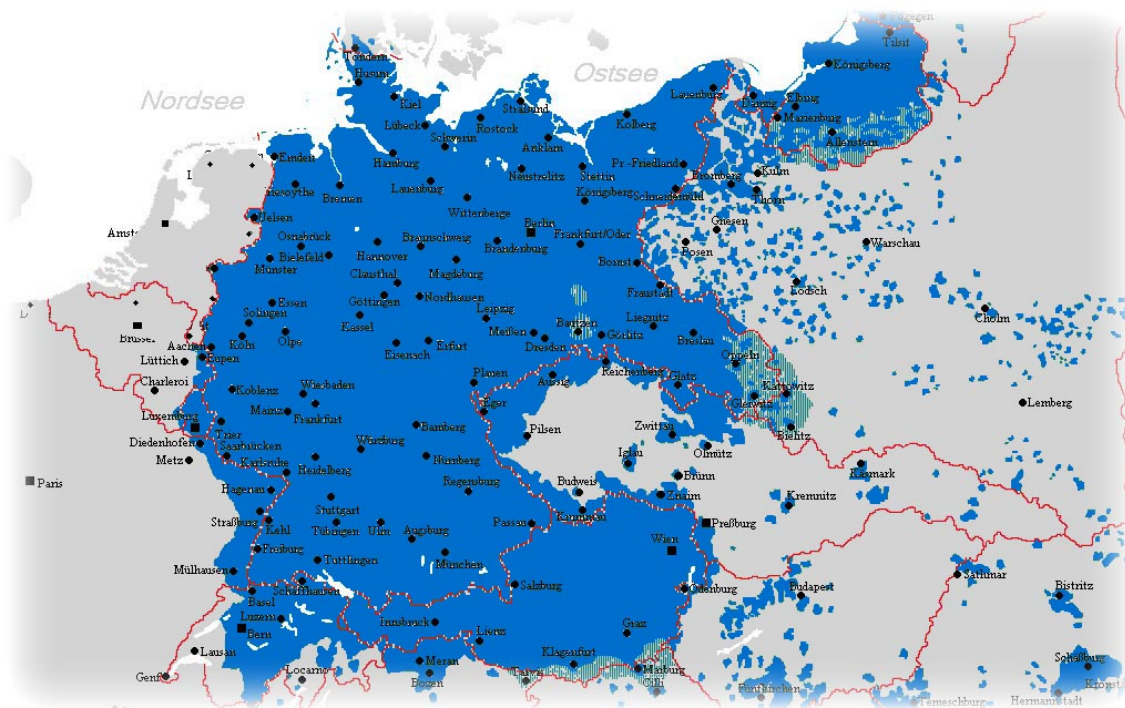 Tilsit
Tondern
Königsberg
Ostsee
Husum
Nordsee
Lauenburg
Danzig
Elbing
Kiel
Stralsund
Marienburg
Lübeck
Rostock
Kolberg
Schwerin
Anklam
Allenstein
Emden
Hamburg
Pr.-Friedland
Neustrelitz
Stettin
Kulm
Bromberg
Lauenburg
Thorn
Bremen
Königsberg
Schneidemühl
Wittenberge
Uelsen
Berlin
Gnesen
Amst
Osnabrück
Braunschweig
Frankfurt/Oder
Posen
Warschau
Hannover
Brandenburg
Bielefeld
Bomst
Münster
Magdeburg
Clausthal
Lodsch
Fraustadt
Göttingen
Nordhausen
Essen
Cholm
Leipzig
Solingen
Kassel
Liegnitz
Bautzen
Meißen
Görlitz
Breslau
Brüssel
Köln
Olpe
Dresden
Aachen
Eisenach
Erfurt
Eupen
Lüttich
Oppeln
Reichenberg
Plauen
Aussig
Glatz
Kattowitz
Charleroi
Koblenz
Wiesbaden
Gleiwitz
Lemberg
Mainz
Frankfurt
Eger
Luxemburg
Trier
Bamberg
Zwittau
Bielitz
Diedenhofen
Pilsen
Würzburg
Saarbrücken
Olmütz
Metz
Karlsruhe
Iglau
Nürnberg
Heidelberg
Käsmark
Brünn
Paris
Hagenau
Regensburg
Budweis
Znaim
Kremnitz
Stuttgart
Krummau
Straßburg
Kehl
Tübingen
Ulm
Passau
Preßburg
Augsburg
Wien
Freiburg
München
Tuttlingen
Mülhausen
Sathmar
Schaffhausen
Salzburg
Ödenburg
Budapest
Bistritz
Basel
Luzern
Innsbruck
Graz
Bern
Lienz
Lausan
Klagenfurt
Meran
Marburg
Schäßburg
Genf
Locarno
Bozen
Tarvis
Cilli
Kronst
Fünfkirchen
Temeschburg
Hermannstadt